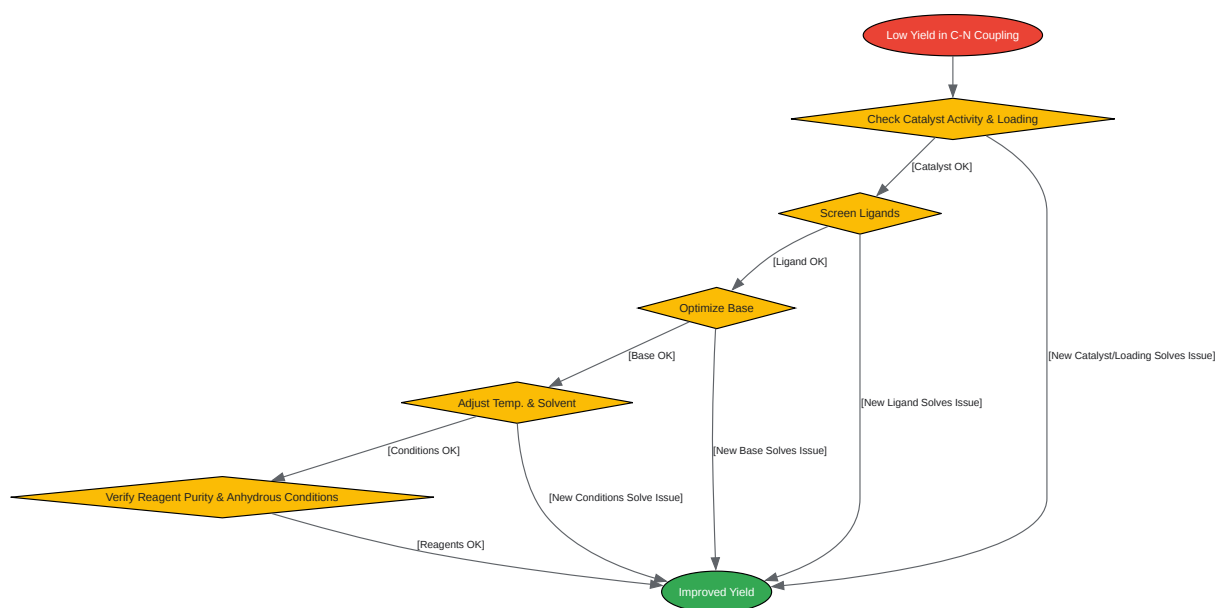 Low Yield in C-N Coupling
Check Catalyst Activity & Loading
[Catalyst OK]
Screen Ligands
[Ligand OK]
Optimize Base
[Base OK]
[New Catalyst/Loading Solves Issue]
Adjust Temp. & Solvent
[New Ligand Solves Issue]
[Conditions OK]
[New Base Solves Issue]
Verify Reagent Purity & Anhydrous Conditions
[New Conditions Solve Issue]
[Reagents OK]
Improved Yield